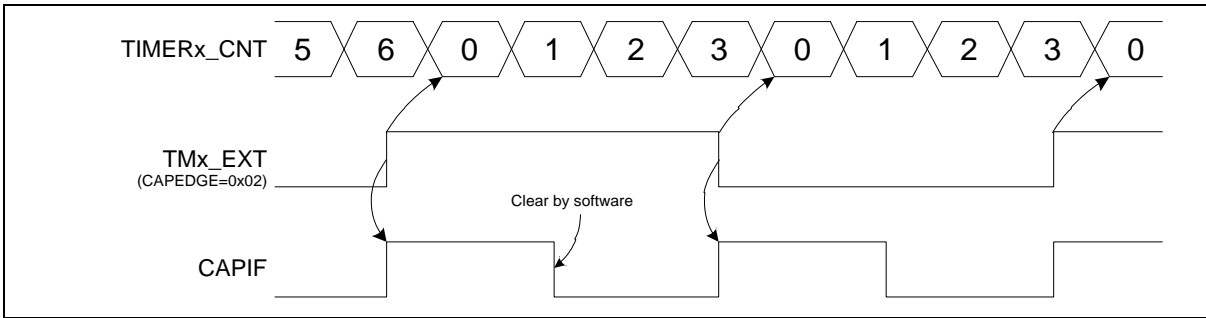 TIMERx_CNT 5 6 0 1 2 3 0 1 2 3 0
TMx_EXT
(CAPEDGE=0x02)
Clear by software
CAPIF